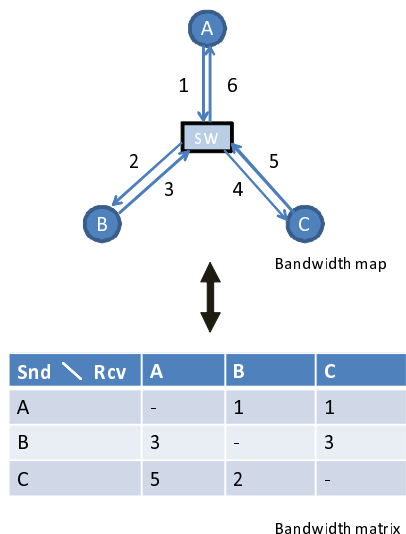 A
1 6
SW
2 5
3 4
B C
Bandwidth map
Snd \ Rcv A B C
A - 1 1
B 3 - 3
C 5 2 -
Bandwidth matrix